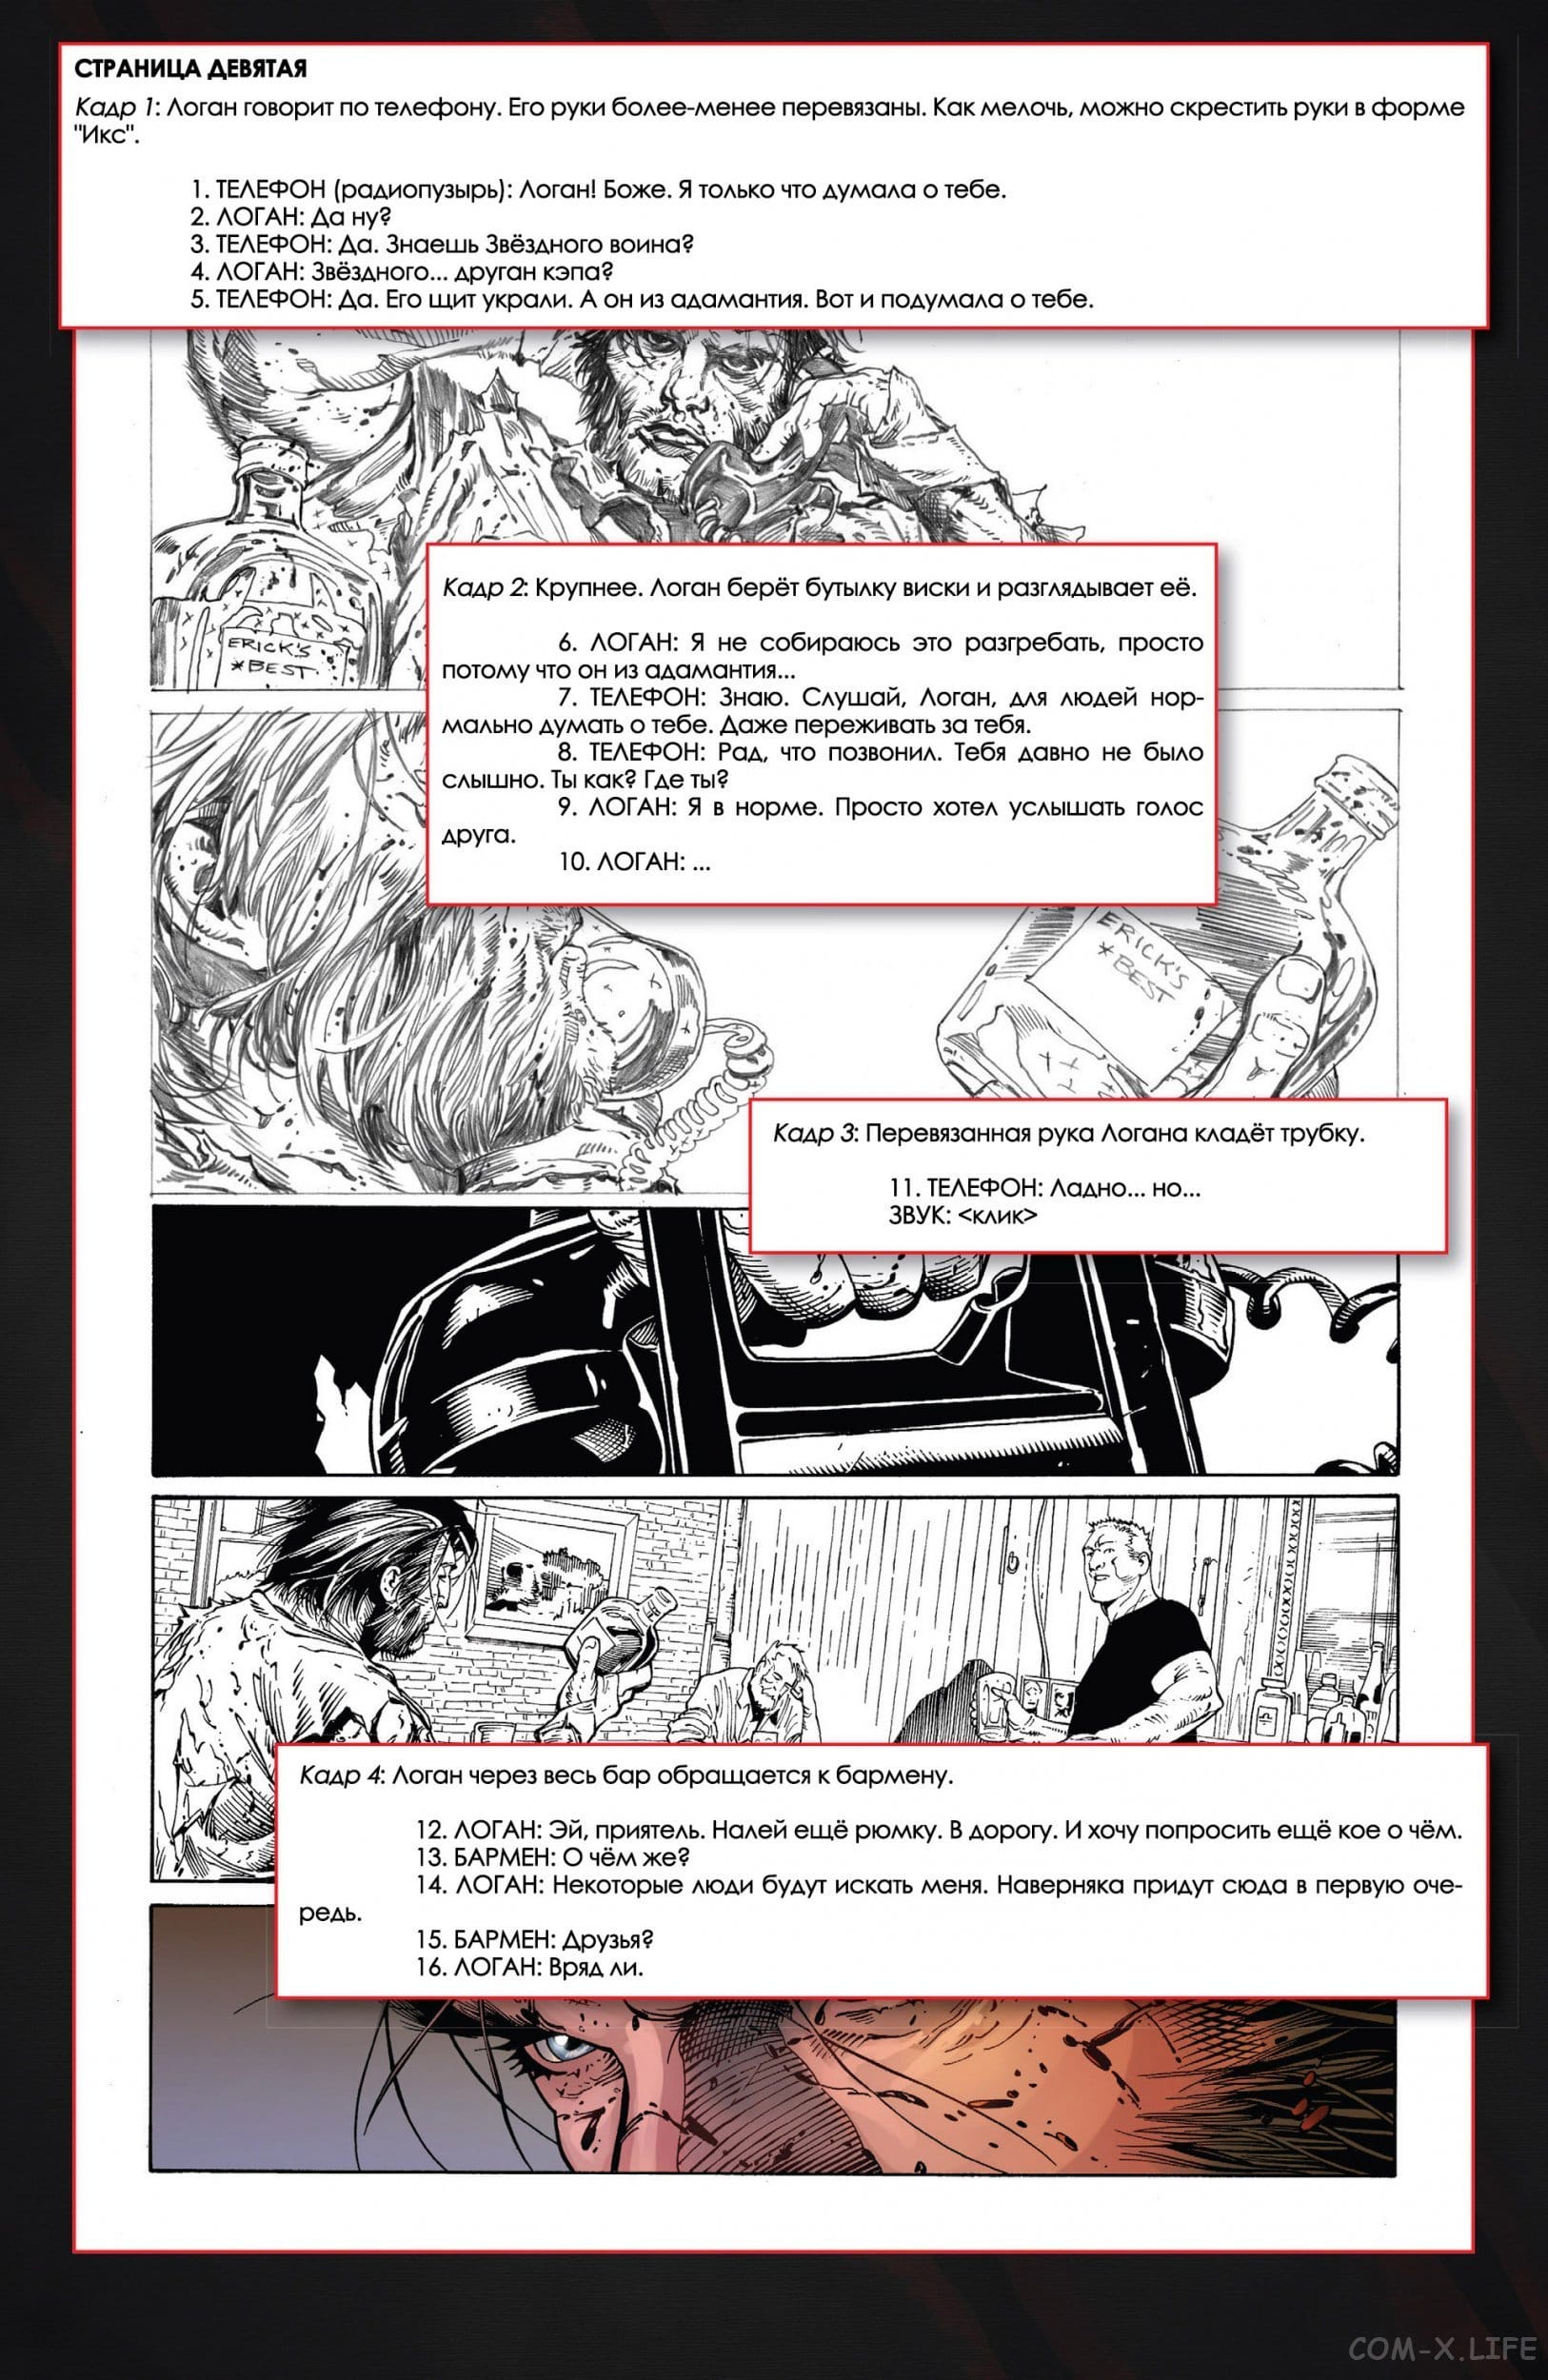 СТРАНИЦА ДЕВЯТАЯ
Кадр 1: Логан говорит по телефону. Его руки более-менее перевязаны. Как мелочь, можно скрестить руки в форме
"Икс".
1. ТЕЛЕФОН (радиопузырь): Логан! Боже. Я только что думала о тебе.
2. ЛОГАН: Да ну?
3. ТЕЛЕФОН: Да. Знаешь Звёздного воина?
4. ЛОГАН: Звёздного... друган кэпа?
5. ТЕЛЕФОН: Да. Его щит украли. А он из адамантия. Вот и подумала о тебе.
Кадр 2: Крупнее. Логан берёт бутылку виски и разглядывает её.
6. ЛОГАН: Я не собираюсь это разгребать, просто
потому что он из адамантия...
7. ТЕЛЕФОН: Знаю. Слушай, Логан, для людей нор-
мально думать о тебе. Даже переживать за тебя.
8. ТЕЛЕФОН: Рад, что позвонил. Тебя давно не было
слышно. Ты как? Где ты?
9. ЛОГАН: Я в норме. Просто хотел услышать голос
друга.
10. ЛОГАН: ...
ERICK'S
*BEST
ERICK'S
*BEST
Кадр 3: Перевязанная рука Логана кладёт трубку.
11. ТЕЛЕФОН: Ладно... но...
ЗВУК: <клик>
Кадр 4: Логан через весь бар обращается к бармену.
12. ЛОГАН: Эй, приятель. Налей ещё рюмку. В дорогу. И хочу попросить ещё кое о чём.
13. БАРМЕН: О чём же?
14. ЛОГАН: Некоторые люди будут искать меня. Наверняка придут сюда в первую оче-
редь.
15. БАРМЕН: Друзья?
16. ЛОГАН: Вряд ли.
COM-X.LIFE